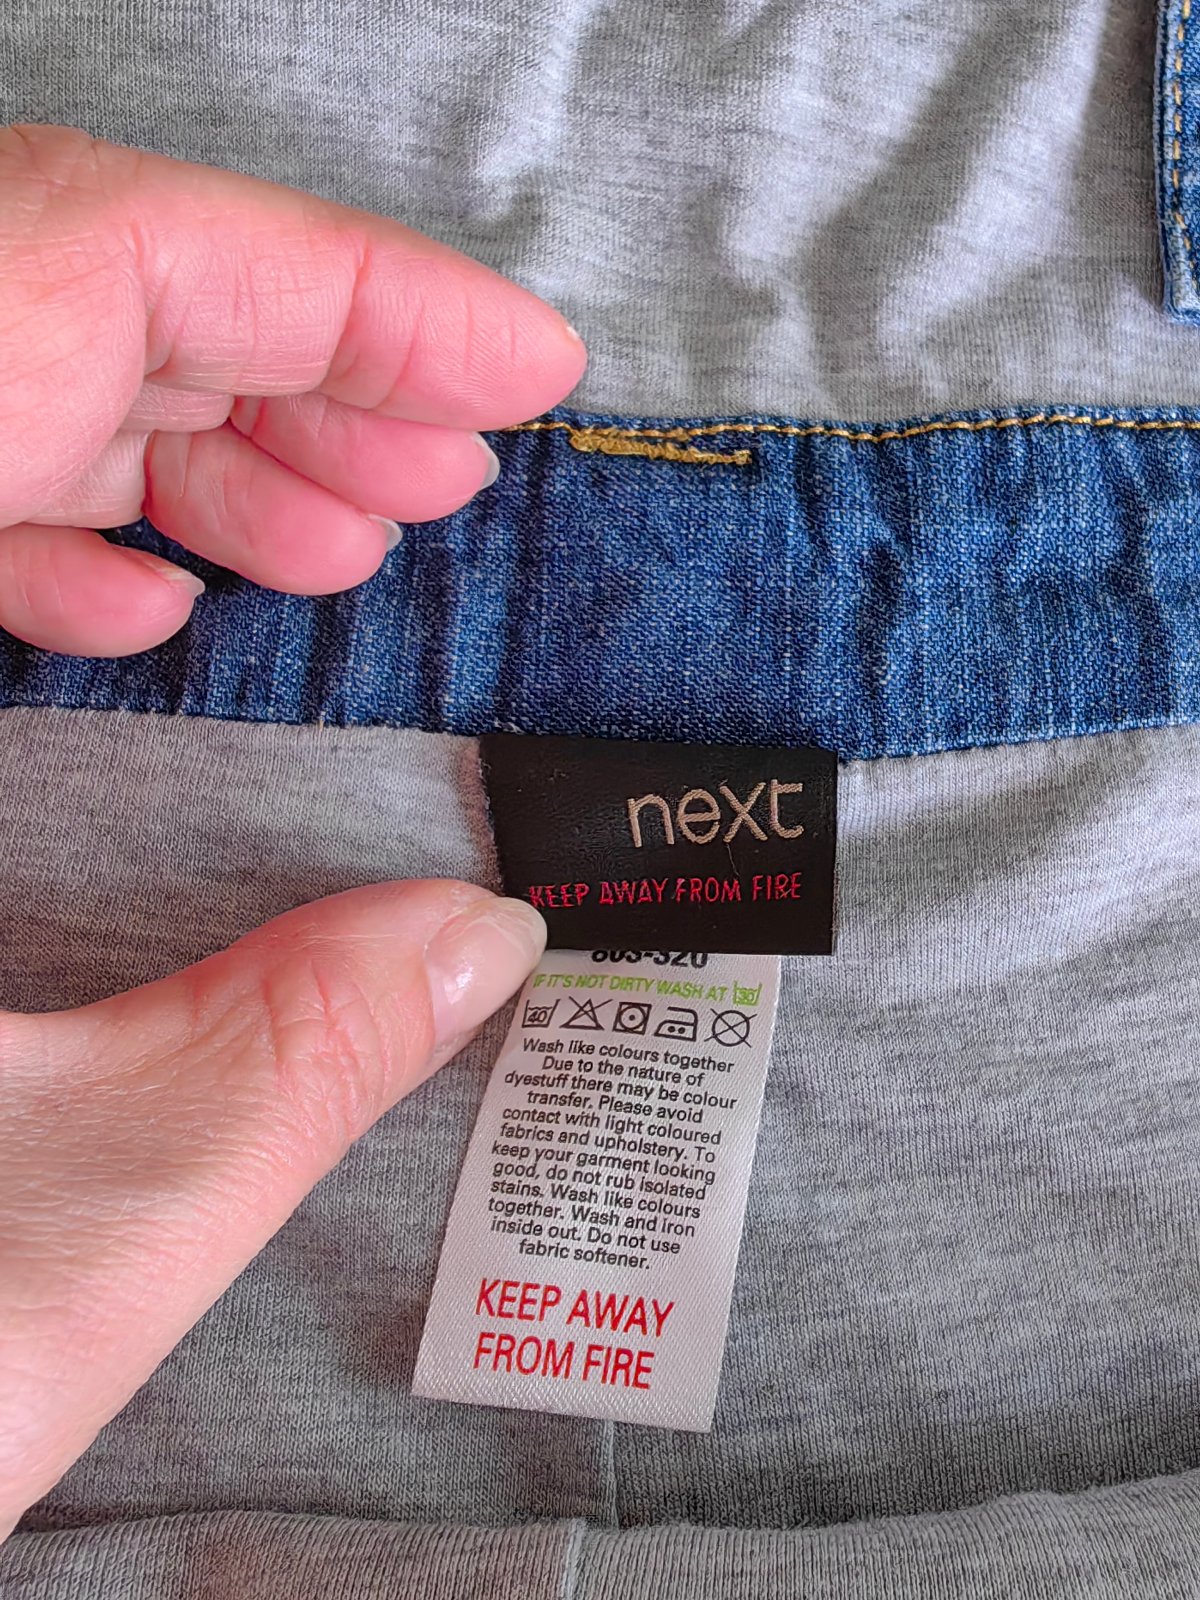 next
KEEP AWAY FROM FIRE
803-320
IF IT'S NOT DIRTY WASH AT 30
40
Wash like colours together
Due to the nature of
dyestuff there may be colour
transfer. Please avoid
contact with light coloured
fabrics and upholstery. To
keep your garment looking
good, do not rub isolated
stains. Wash like colours
together. Wash and iron
inside out. Do not use
fabric softener.
KEEP AWAY
FROM FIRE